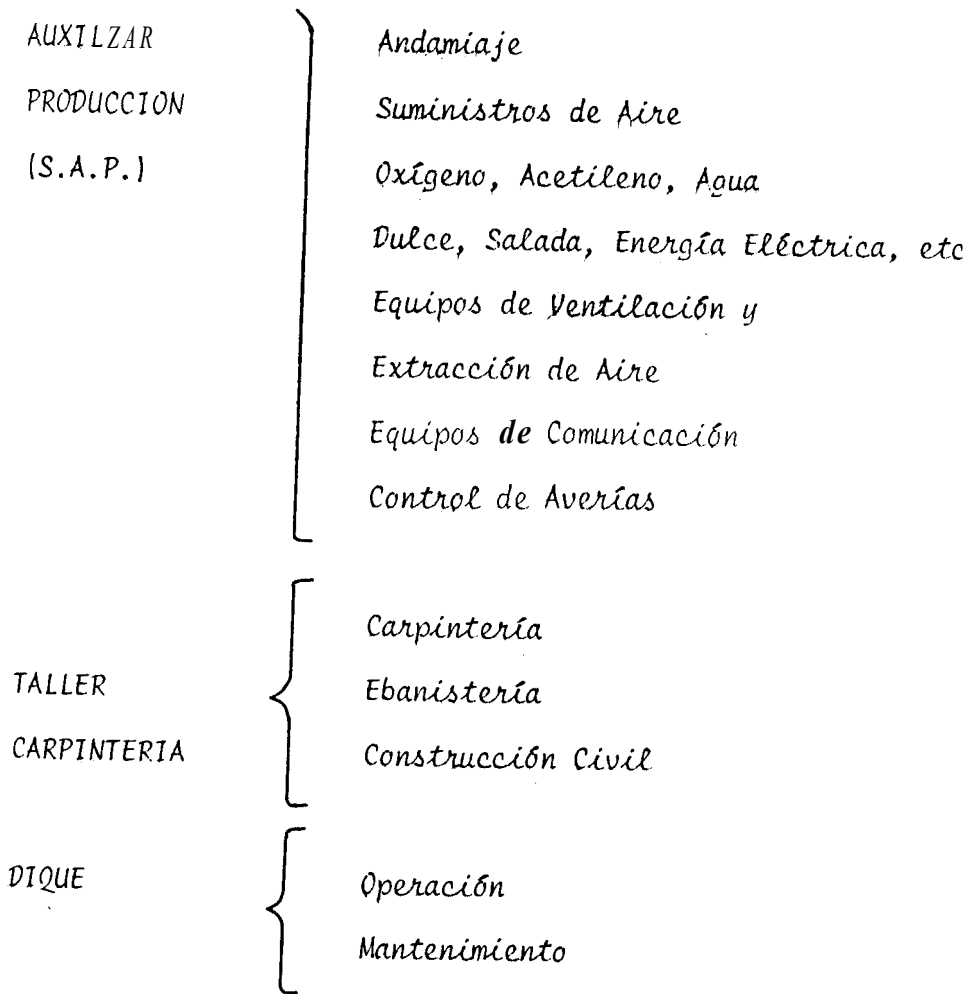 AUXILZAR
PRODUCCION
(S.A.P.)
Andamiaje
Suministros de Aire
Oxígeno, Acetileno, Agua
Dulce, Salada, Energía Eléctrica, etc
Equipos de Ventilación y
Extracción de Aire
Equipos de Comunicación
Control de Averías
TALLER
CARPINTERIA
Carpintería
Ebanistería
Construcción Civil
DIQUE
Operación
Mantenimiento